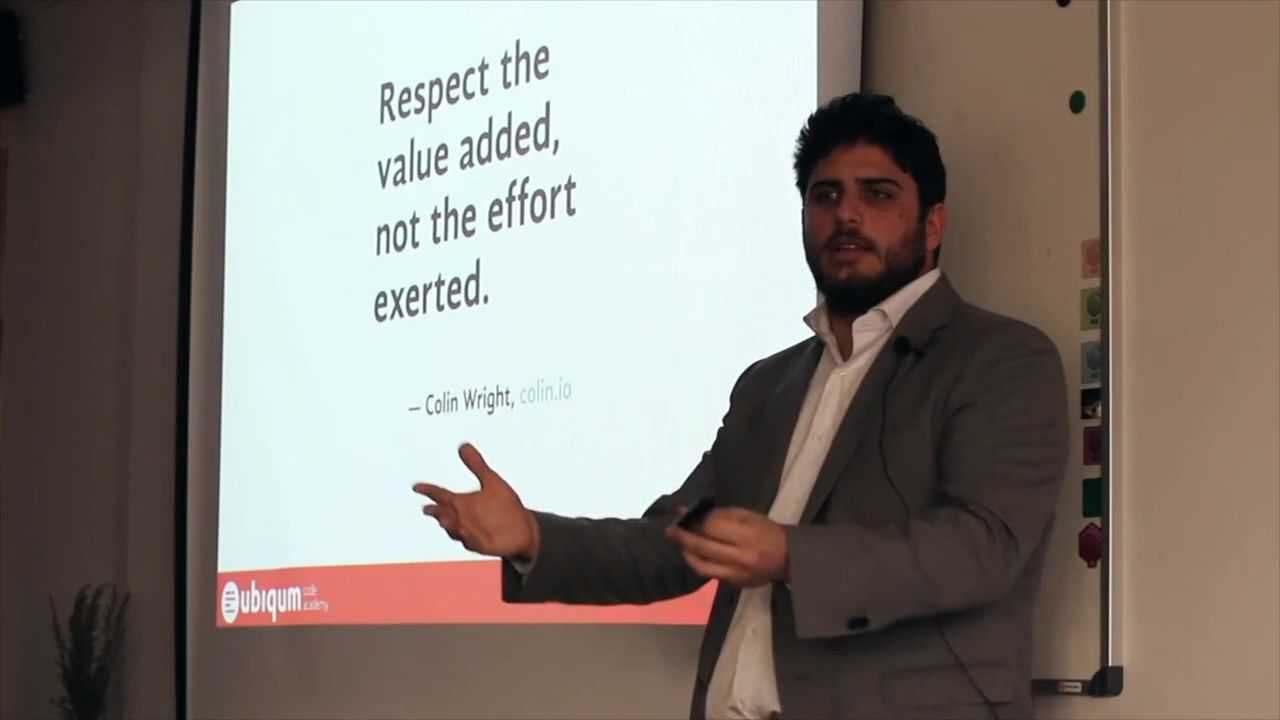 Respect the
value added,
not the effort
exerted.
– Colin Wright, colin.io
ubiqum code
academy